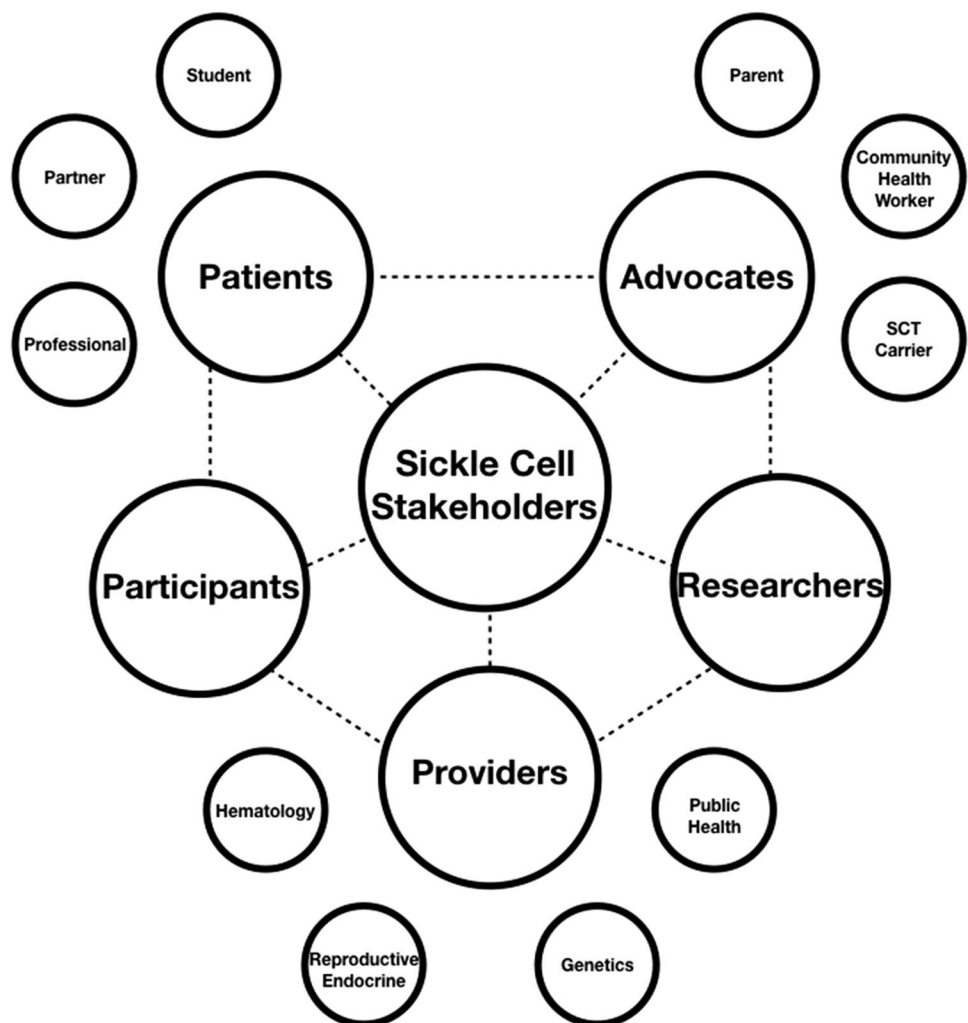 Student
Parent
Partner
Community
Health
Worker
Patients
Advocates
Professional
SCT
Carrier
Sickle Cell
Stakeholders
Participants
Researchers
Providers
Hematology
Public
Health
Reproductive
Endocrine
Genetics